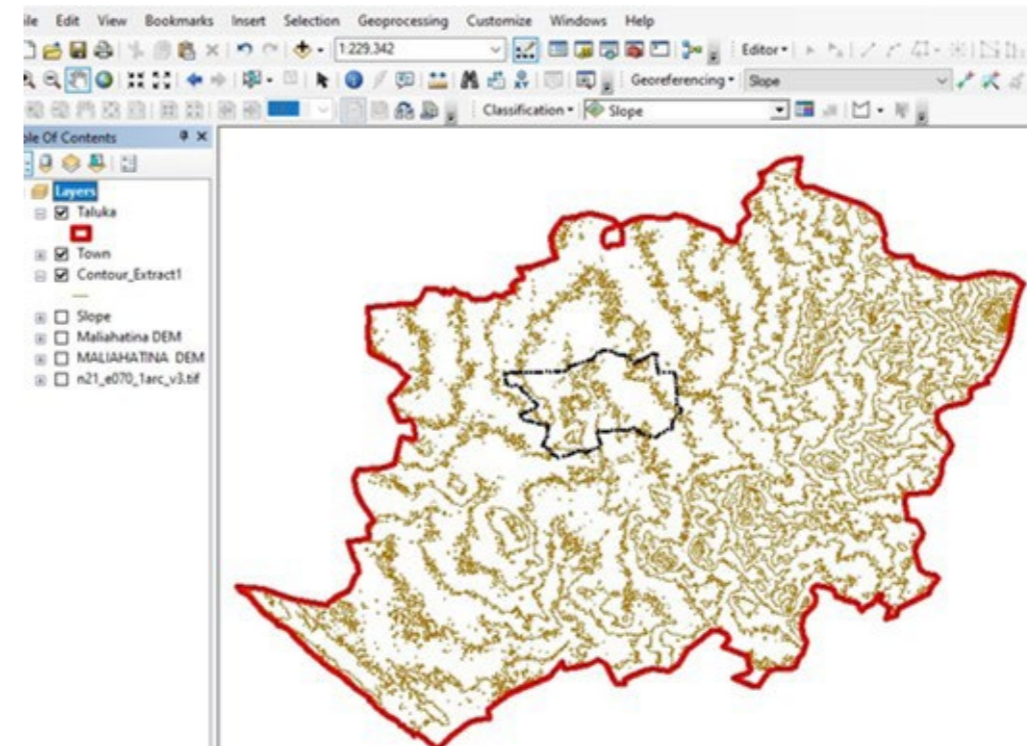 ile Edit View Bookmarks Insert Selection Geoprocessing Customize Windows Help
1:229,342 Editor
Georeferencing Slope
Classification Slope
ble Of Contents
Layers
Taluka
Town
Contour_Extract1
Slope
Maliahatina DEM
MALIAHATINA DEM
n21_e070_1arc_v3.tif